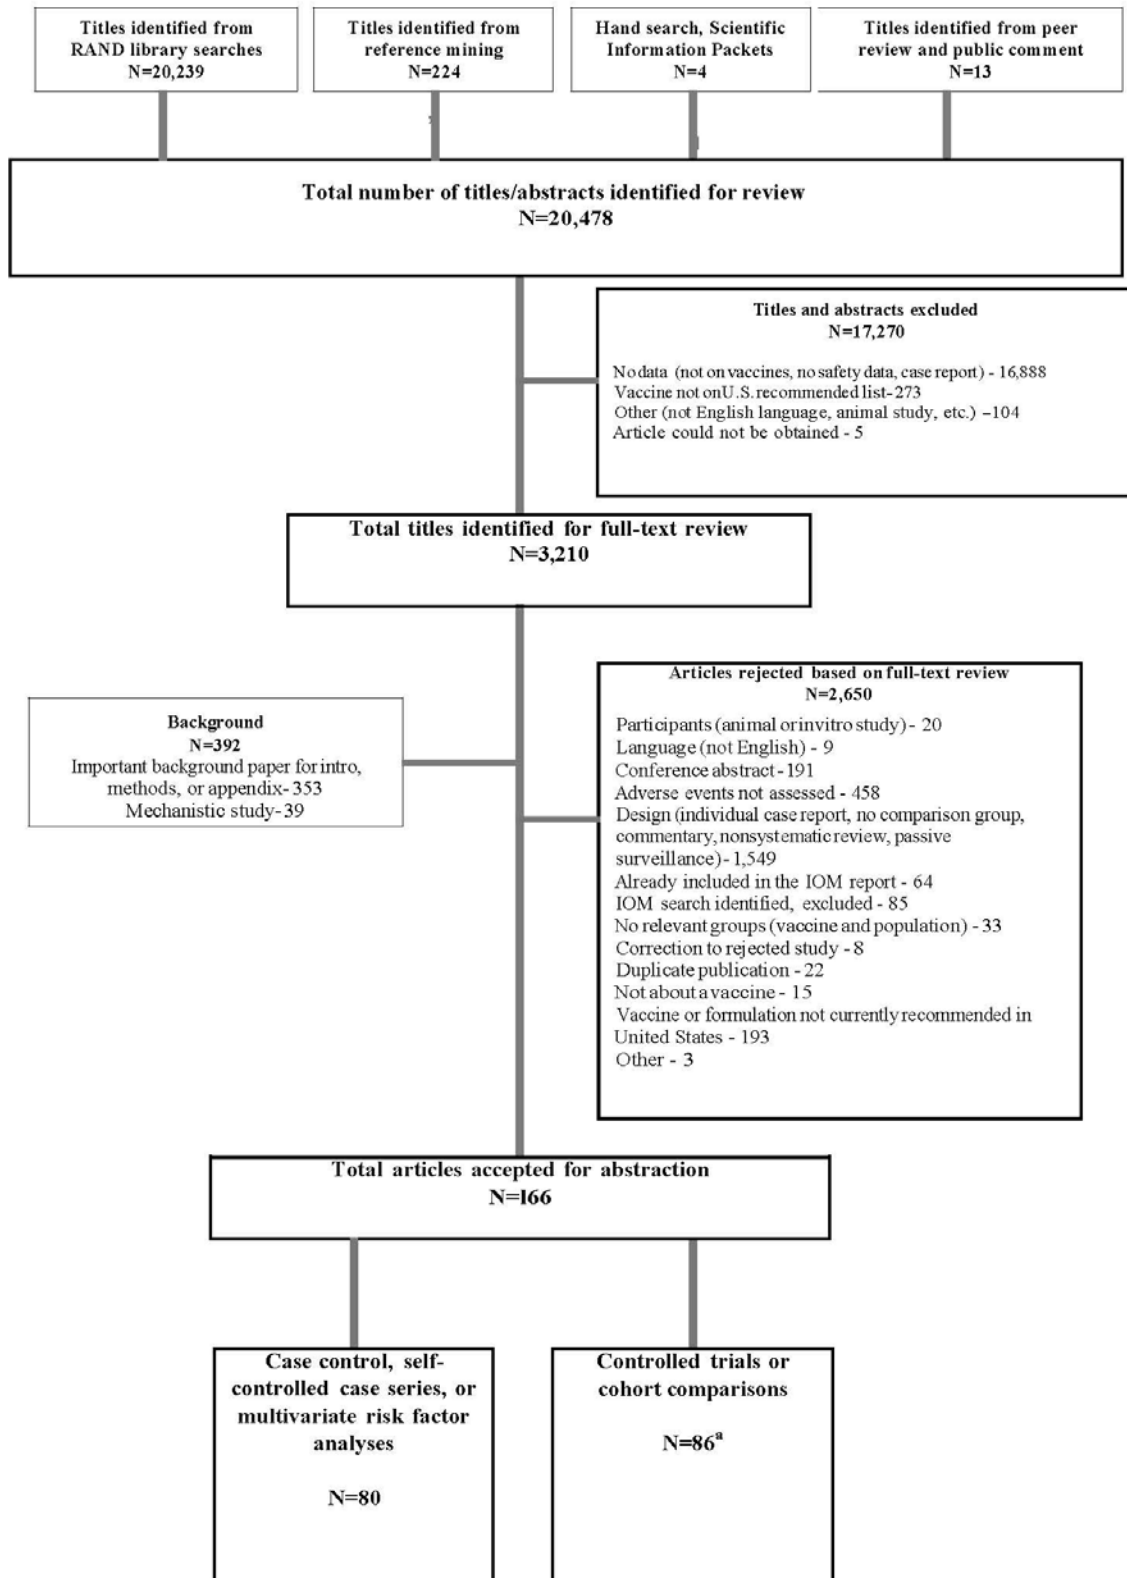 Titles identified from
RAND library searches
N=20,239
Titles identified from
reference mining
N=224
Hand search, Scientific
Information Packets
N=4
Titles identified from peer
review and public comment
N=13
Total number of titles/abstracts identified for review
N=20,478
Titles and abstracts excluded
N=17,270
No data (not on vaccines, no safety data, case report) - 16,888
Vaccine not on U.S. recommended list-273
Other (not English language, animal study, etc.) –104
Article could not be obtained - 5
Total titles identified for full-text review
N=3,210
Background
N=392
Important background paper for intro,
methods, or appendix-353
Mechanistic study-39
Articles rejected based on full-text review
N=2,650
Participants (animal or invitro study) - 20
Language (not English) - 9
Conference abstract -191
Adverse events not assessed - 458
Design (individual case report, no comparison group,
commentary, nonsystematic review, passive
surveillance)- 1,549
Already included in the IOM report - 64
IOM search identified, excluded - 85
No relevant groups (vaccine and population) - 33
Correction to rejected study - 8
Duplicate publication - 22
Not about a vaccine - 15
Vaccine or formulation not currently recommended in
United States - 193
Other - 3
Total articles accepted for abstraction
N=166
Case control, self-
controlled case series, or
multivariate risk factor
analyses
N=80
Controlled trials or
cohort comparisons
N=86ᵃ